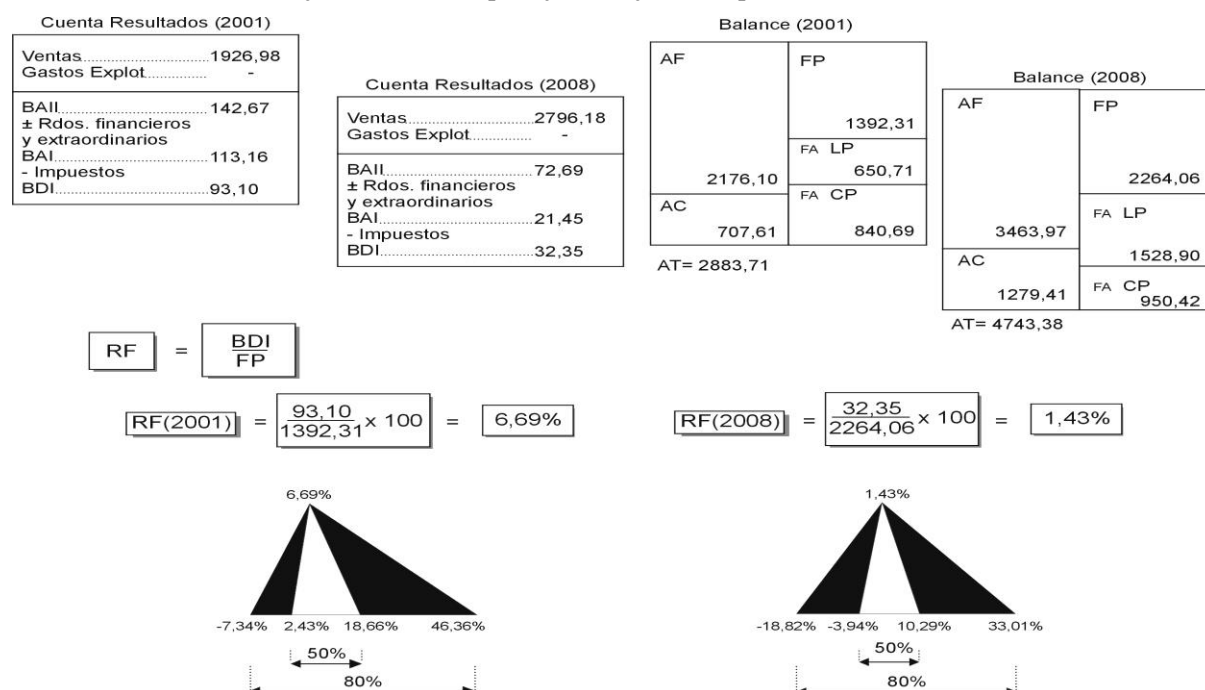 Cuenta Resultados (2001)
Ventas 1926,98
Gastos Explot -
BAII 142,67
± Rdos. financieros
y extraordinarios
BAI 113,16
- Impuestos
BDI 93,10
Cuenta Resultados (2008)
Ventas 2796,18
Gastos Explot -
BAII 72,69
± Rdos. financieros
y extraordinarios
BAI 21,45
- Impuestos
BDI 32,35
Balance (2001)
AF
2176,10
AC
707,61
FP
1392,31
FA LP
650,71
FA CP
840,69
AT= 2883,71
Balance (2008)
AF
3463,97
AC
1279,41
FP
2264,06
FA LP
1528,90
FA CP
950,42
AT= 4743,38
RF = BDI
FP
RF(2001) = 93,10
1392,31 x 100 = 6,69%
RF(2008) = 32,35
2264,06 x 100 = 1,43%
6,69%
-7,34% 2,43% 18,66% 46,36%
50%
80%
1,43%
-18,82% -3,94% 10,29% 33,01%
50%
80%